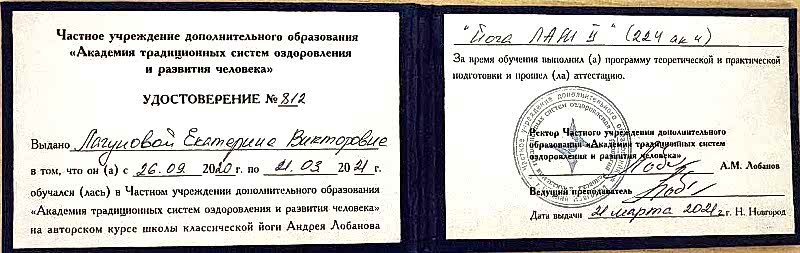 Частное учреждение дополнительного образования
«Академия традиционных систем оздоровления
и развития человека»
УДОСТОВЕРЕНИЕ № 812
Выдано Лагуновой Екатерине Викторовне
в том, что он (а) с 26.09 2020 г. по 21.03 2021 г.
обучался (лась) в Частном учреждении дополнительного образования
«Академия традиционных систем оздоровления и развития человека»
на авторском курсе школы классической йоги Андрея Лобанова
"Йога ЛАРИ II" (224 ак ч)
За время обучения выполнил (а) программу теоретической и практической
подготовки и прошел (ла) аттестацию.
Ректор Частного учреждения дополнительного
образования «Академия традиционных систем
оздоровления и развития человека»
А.М. Лобанов
Ведущий преподаватель
Дата выдачи 21 марта 2021 г. Н. Новгород